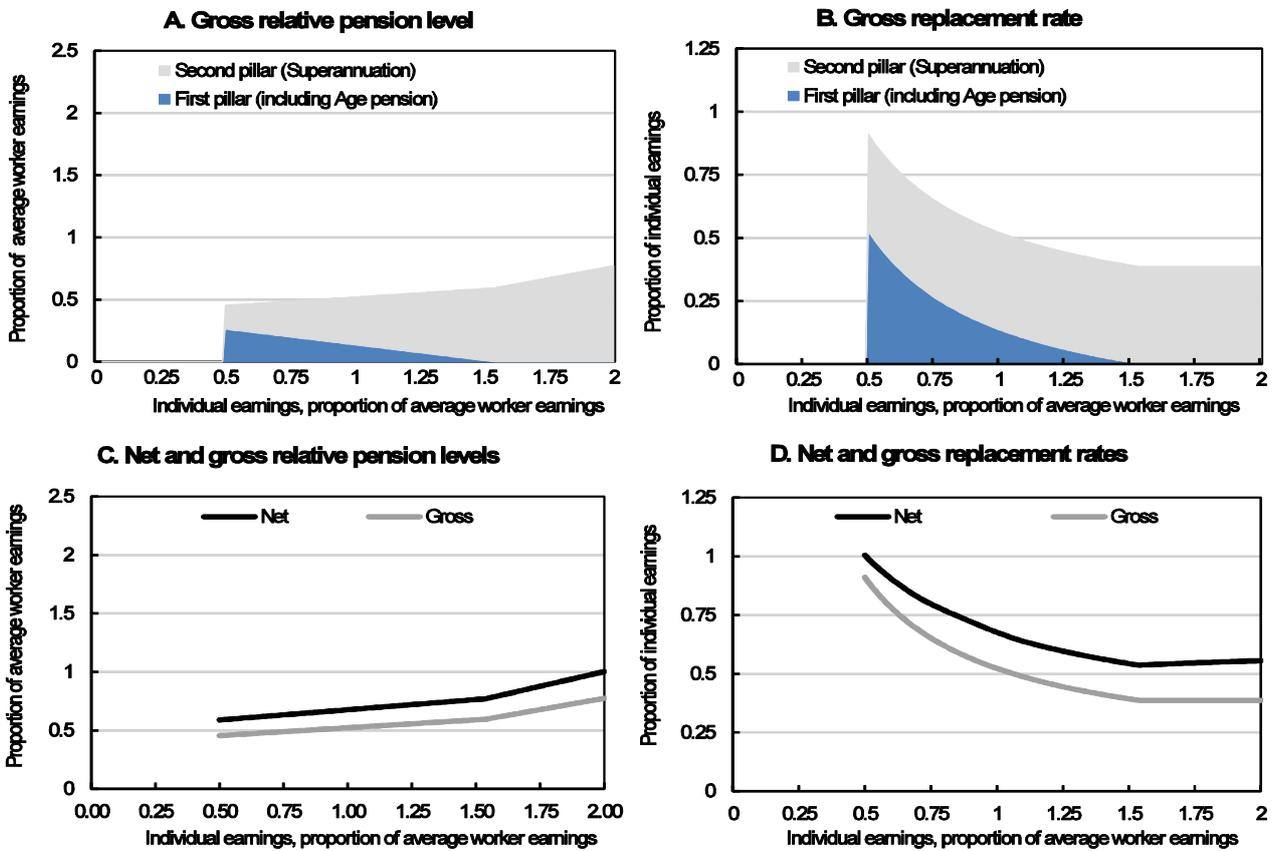 A. Gross relative pension level
Proportion of average worker earnings
2.5
2
1.5
1
0.5
0
Second pillar (Superannuation)
First pillar (including Age pension)
0 0.25 0.5 0.75 1 1.25 1.5 1.75 2
Individual earnings, proportion of average worker earnings
B. Gross replacement rate
Proportion of individual earnings
1.25
1
0.75
0.5
0.25
0
Second pillar (Superannuation)
First pillar (including Age pension)
0 0.25 0.5 0.75 1 1.25 1.5 1.75 2
Individual earnings, proportion of average worker earnings
C. Net and gross relative pension levels
Proportion of average worker earnings
2.5
2
1.5
1
0.5
0
Net Gross
0.00 0.25 0.50 0.75 1.00 1.25 1.50 1.75 2.00
Individual earnings, proportion of average worker earnings
D. Net and gross replacement rates
Proportion of individual earnings
1.25
1
0.75
0.5
0.25
0
Net Gross
0 0.25 0.5 0.75 1 1.25 1.5 1.75 2
Individual earnings, proportion of average worker earnings